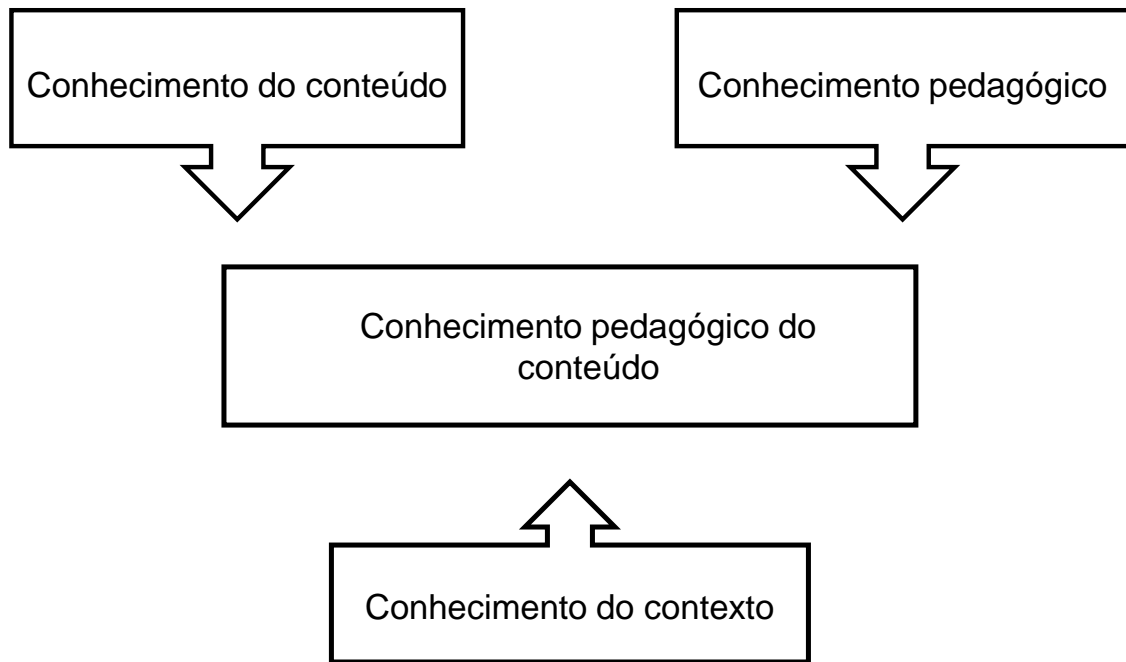 Conhecimento do conteúdo
Conhecimento pedagógico
Conhecimento pedagógico do
conteúdo
Conhecimento do contexto